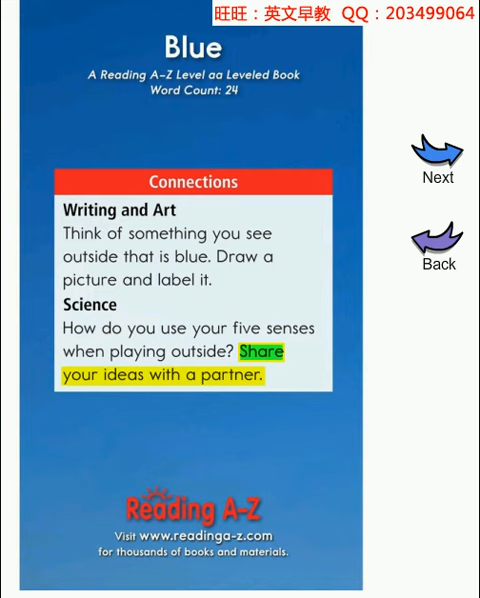 旺旺：英文早教 QQ：203499064
Blue
A Reading A–Z Level aa Leveled Book
Word Count: 24
Connections
Writing and Art
Think of something you see
outside that is blue. Draw a
picture and label it.
Science
How do you use your five senses
when playing outside? Share
your ideas with a partner.
Next
Back
Reading A–Z
Visit www.readinga-z.com
for thousands of books and materials.